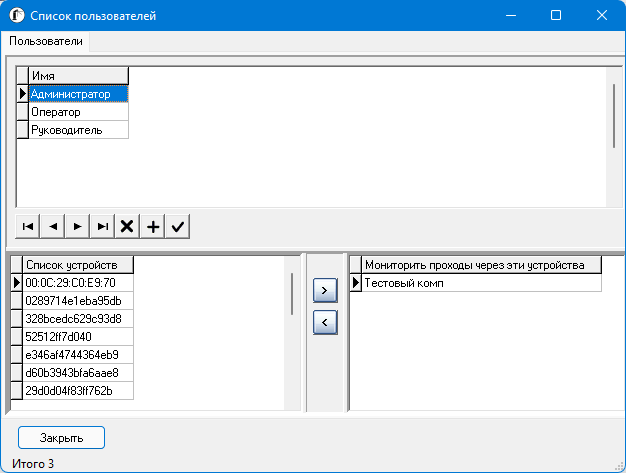 Список пользователей
Пользователи
Имя
Администратор
Оператор
Руководитель
Список устройств
00:0C:29:C0:E9:70
0289714e1eba95db
328bcedc629c93d8
52512ff7d040
e346af4744364eb9
d60b3943bfa6aae8
29d0d04f83ff762b
Мониторить проходы через эти устройства
Тестовый комп
Закрыть
Итого 3